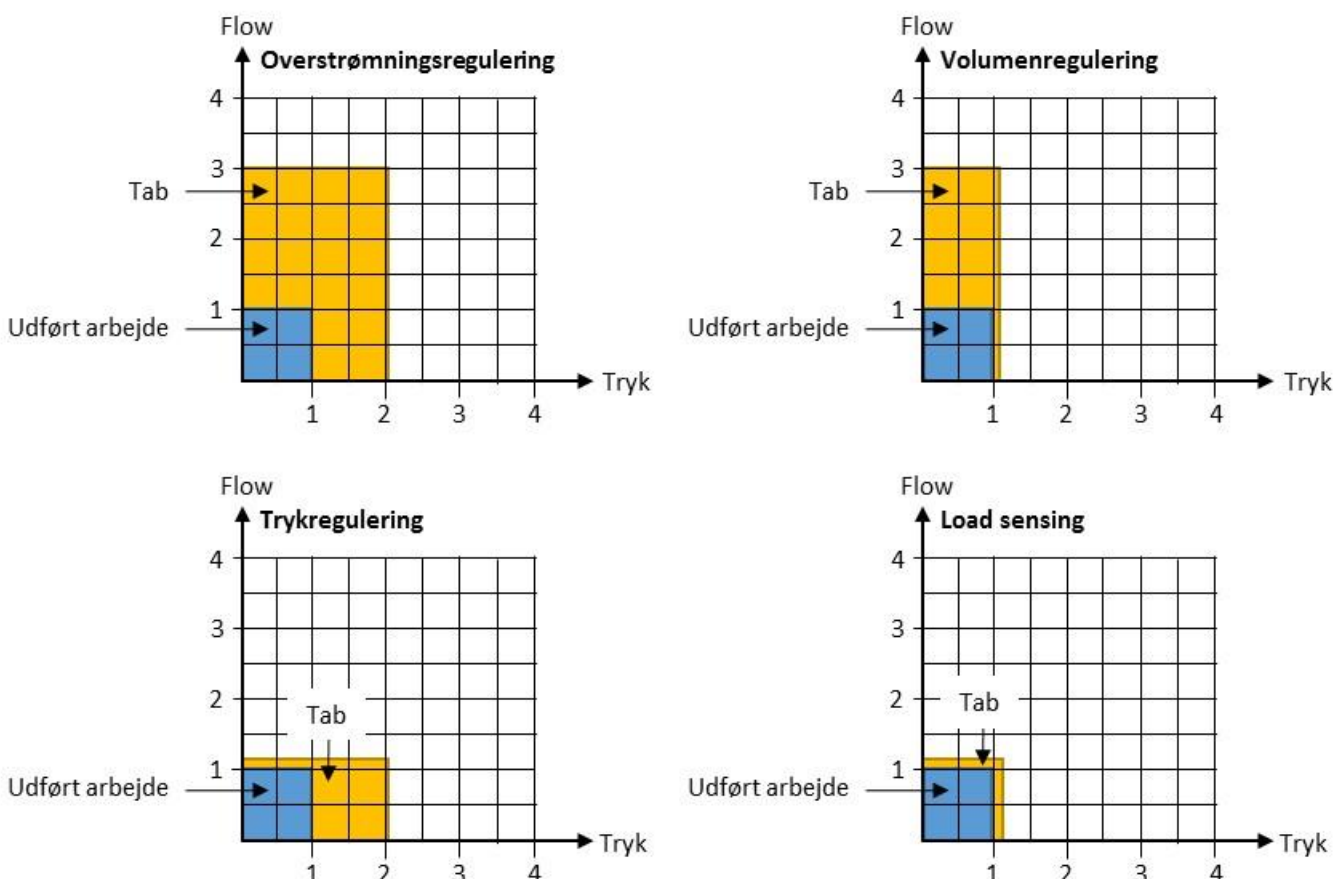 Flow
Overstrømningsregulering
4
3
Tab
2
1
Udført arbejde
Tryk
1 2 3 4
Flow
Volumenregulering
4
3
Tab
2
1
Udført arbejde
Tryk
1 2 3 4
Flow
Trykregulering
4
3
2
Tab
1
Udført arbejde
Tryk
1 2 3 4
Flow
Load sensing
4
3
2
Tab
1
Udført arbejde
Tryk
1 2 3 4